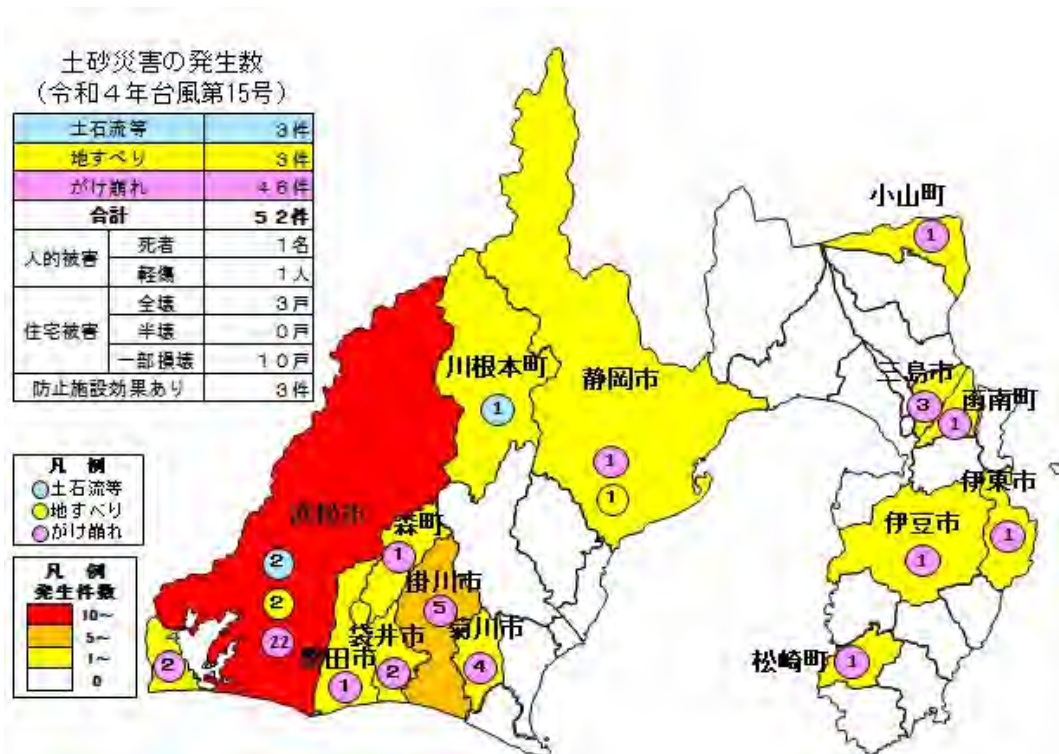 土砂災害の発生数
(令和4年台風第15号)
土石流等 3件
地すべり 3件
がけ崩れ 46件
合計 52件
人的被害 死者 1名
軽傷 1人
住宅被害 全壊 3戸
半壊 0戸
一部損壊 10戸
防止施設効果あり 3件
凡 例
土石流等
地すべり
がけ崩れ
凡 例
発生件数
10~
5~
1~
0
小山町
1
三島市
3
函南町
1
川根本町
1
静岡市
1
1
伊東市
1
伊豆市
1
松崎町
1
浜松市
2
2
22
森町
1
掛川市
5
菊川市
4
袋井市
2
磐田市
1
2